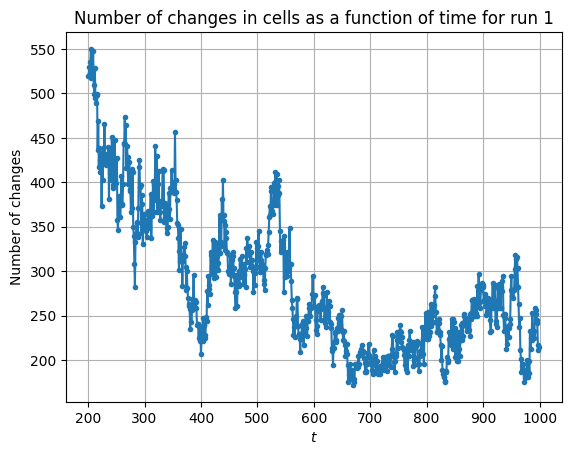 Number of changes in cells as a function of time for run 1
Number of changes
550
500
450
400
350
300
250
200
200 300 400 500 600 700 800 900 1000
t